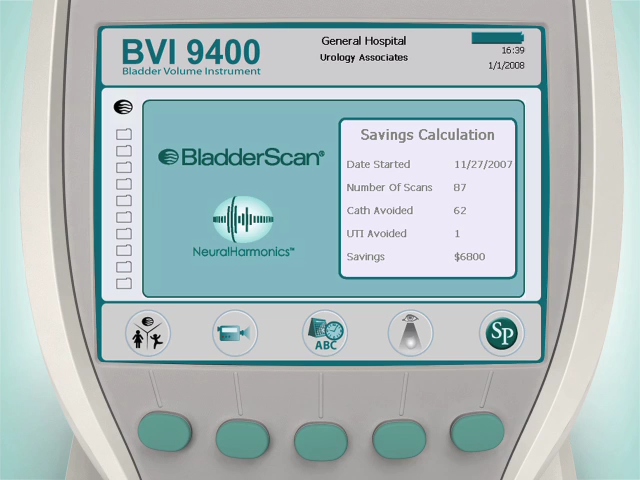 BVI 9400
Bladder Volume Instrument
General Hospital
Urology Associates
16:39
1/1/2008
BladderScan®
NeuralHarmonics™
Savings Calculation
Date Started 11/27/2007
Number Of Scans 87
Cath Avoided 62
UTI Avoided 1
Savings $6800
ABC
SP